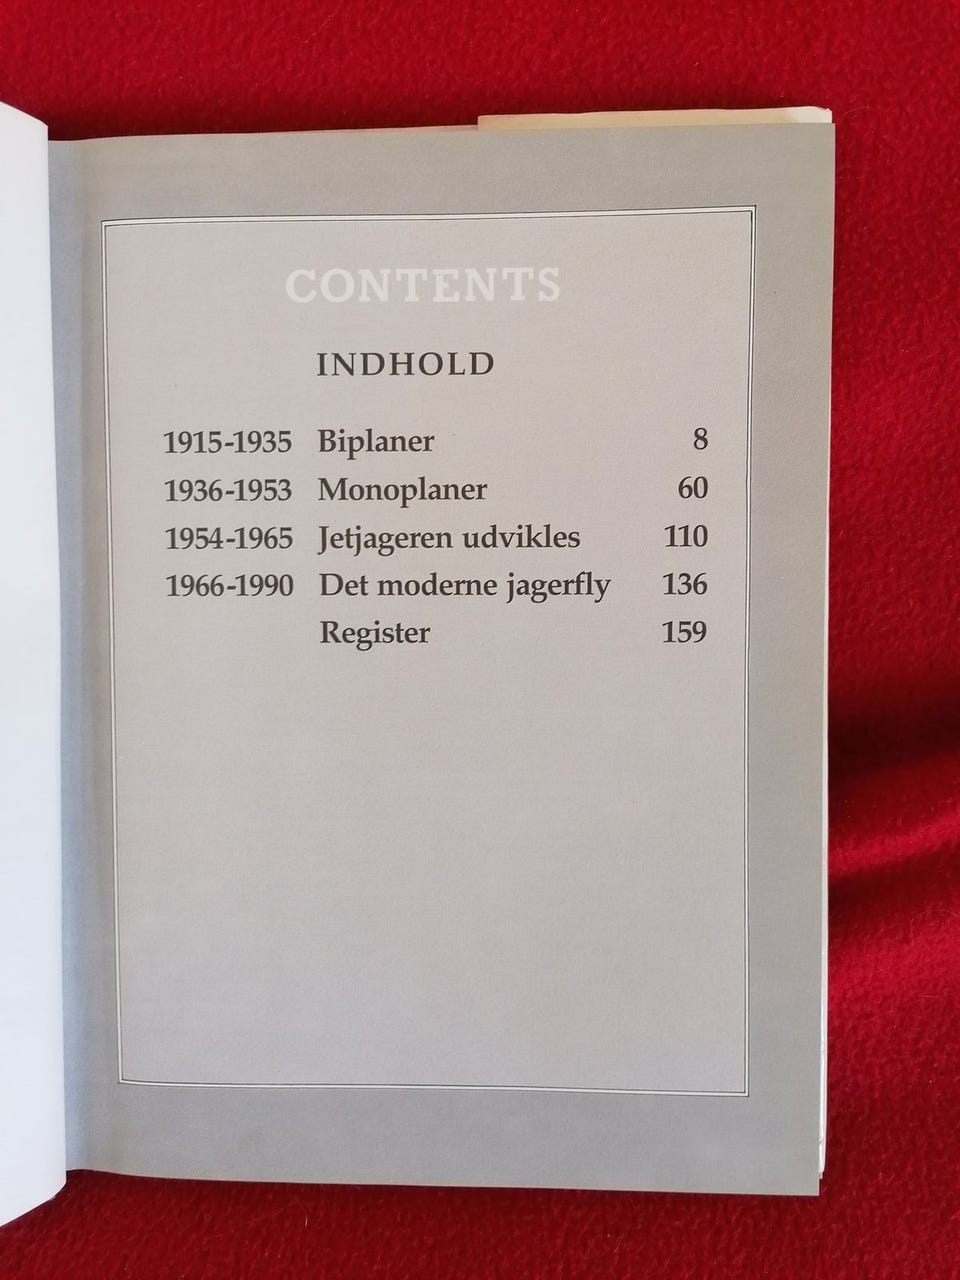 CONTENTS
INDHOLD
1915-1935 Biplaner 8
1936-1953 Monoplaner 60
1954-1965 Jetjageren udvikles 110
1966-1990 Det moderne jagerfly 136
Register 159